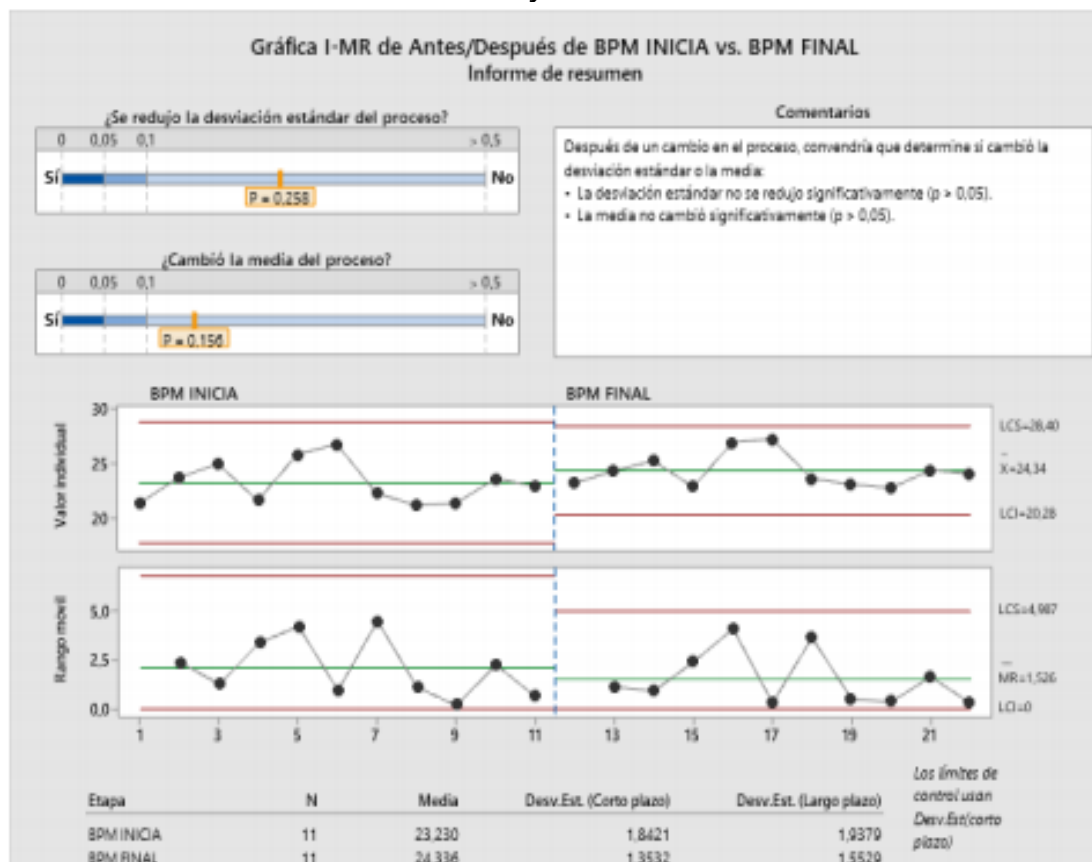 Gráfica I-MR de Antes/Después de BPM INICIA vs. BPM FINAL
Informe de resumen
¿Se redujo la desviación estándar del proceso?
0 0,05 0,1 > 0,5
Sí No
P = 0.258
¿Cambió la media del proceso?
0 0,05 0,1 > 0,5
Sí No
P = 0.156
Comentarios
Después de un cambio en el proceso, convendría que determine si cambió la
desviación estándar o la media:
• La desviación estándar no se redujo significativamente (p > 0.05).
• La media no cambió significativamente (p > 0,05).
BPM INICIA BPM FINAL
Valor individual
30
25
20
LCS=28,40
X=24,34
LCI=20,28
Rango móvil
5,0
2,5
0,0
LCS=4,987
MR=1,526
LCI=0
1 3 5 7 9 11 13 15 17 19 21
Etapa N Media Desv.Est. (Corto plazo) Desv.Est. (Largo plazo)
BPM INICIA 11 23,230 1,8421 1,9379
BPM FINAL 11 24,336 1,3532 1,5529
Los límites de
control usan
Desv.Est(corto
plazo)